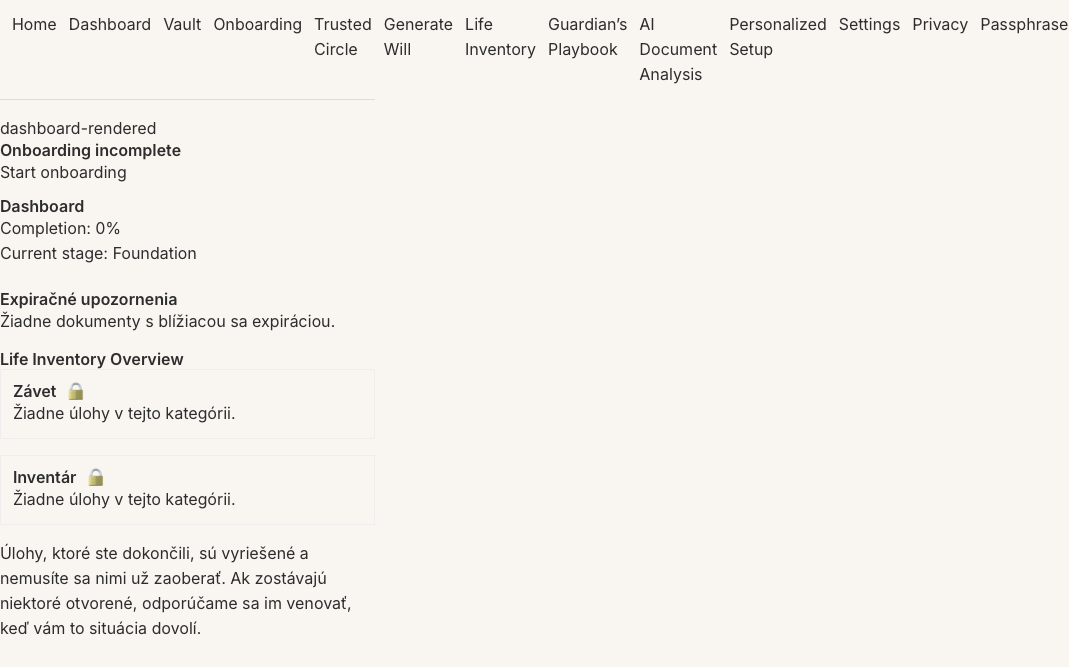 Home Dashboard Vault Onboarding Trusted Circle Generate Will Life Inventory Guardian’s Playbook AI Document Analysis Personalized Setup Settings Privacy Passphrase
dashboard-rendered
Onboarding incomplete
Start onboarding
Dashboard
Completion: 0%
Current stage: Foundation
Expiračné upozornenia
Žiadne dokumenty s blížiacou sa expiráciou.
Life Inventory Overview
Závet 🔒
Žiadne úlohy v tejto kategórii.
Inventár 🔒
Žiadne úlohy v tejto kategórii.
Úlohy, ktoré ste dokončili, sú vyriešené a
nemusíte sa nimi už zaoberať. Ak zostávajú
niektoré otvorené, odporúčame sa im venovať,
keď vám to situácia dovolí.